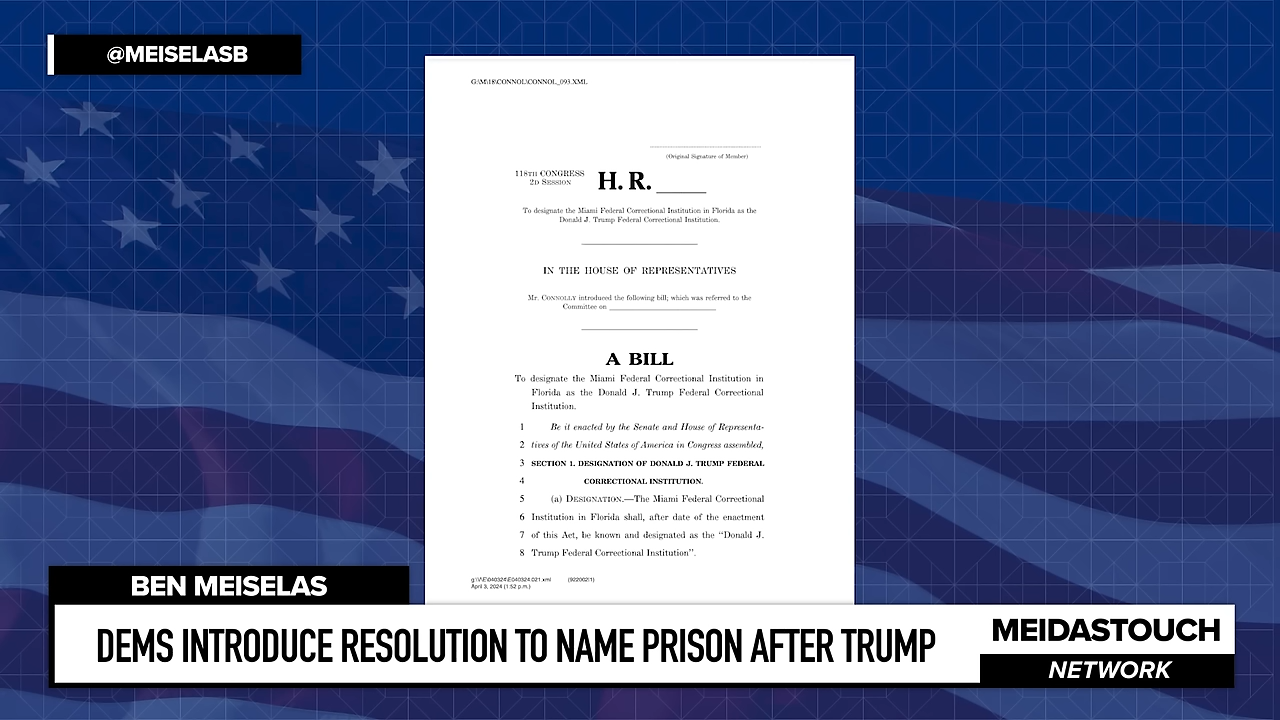 @MEISELASB
G:\M\18\CONNOL\CONNOL_093.XML
(Original Signature of Member)
118TH CONGRESS
2D SESSION
H. R.
To designate the Miami Federal Correctional Institution in Florida as the
Donald J. Trump Federal Correctional Institution.
IN THE HOUSE OF REPRESENTATIVES
Mr. CONNOLLY introduced the following bill; which was referred to the
Committee on
A BILL
To designate the Miami Federal Correctional Institution in
Florida as the Donald J. Trump Federal Correctional
Institution.
1 Be it enacted by the Senate and House of Representa-
2 tives of the United States of America in Congress assembled,
3 SECTION 1. DESIGNATION OF DONALD J. TRUMP FEDERAL
4 CORRECTIONAL INSTITUTION.
5 (a) DESIGNATION.—The Miami Federal Correctional
6 Institution in Florida shall, after date of the enactment
7 of this Act, be known and designated as the “Donald J.
8 Trump Federal Correctional Institution”.
g:\V\E\040324\E040324.021.xml (922002|1)
April 3, 2024 (1:52 p.m.)
BEN MEISELAS
DEMS INTRODUCE RESOLUTION TO NAME PRISON AFTER TRUMP
MEIDASTOUCH
NETWORK